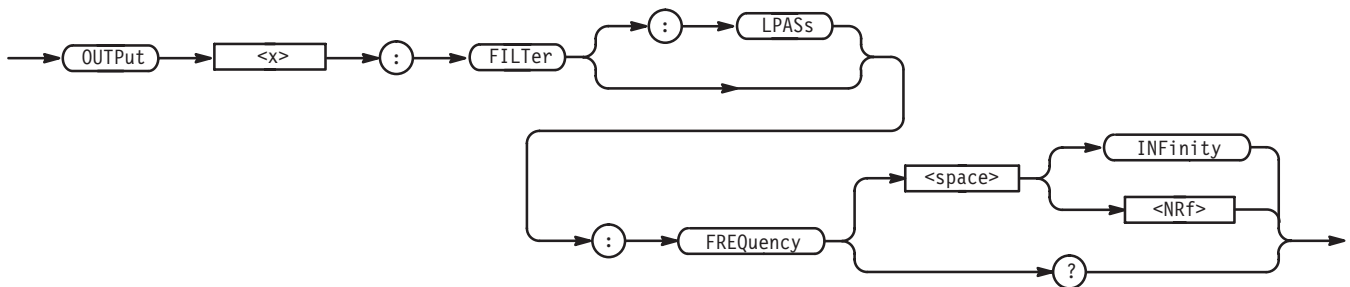 : LPASs
OUTPut <x> : FILTer
INFinity
<space>
<NRf>
: FREQuency
?